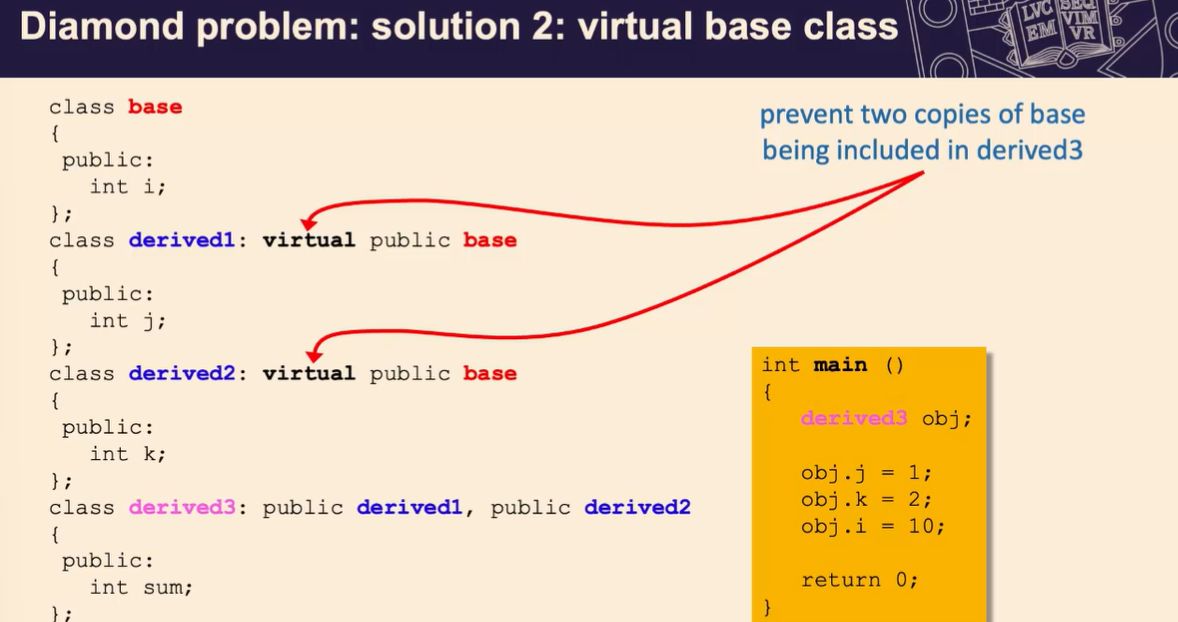 Diamond problem: solution 2: virtual base class
LVC
EM
SEQ
VIM
VR
prevent two copies of base
being included in derived3
class base
{
public:
int i;
};
class derived1: virtual public base
{
public:
int j;
};
class derived2: virtual public base
{
public:
int k;
};
class derived3: public derived1, public derived2
{
public:
int sum;
};
int main ()
{
derived3 obj;
obj.j = 1;
obj.k = 2;
obj.i = 10;
return 0;
}